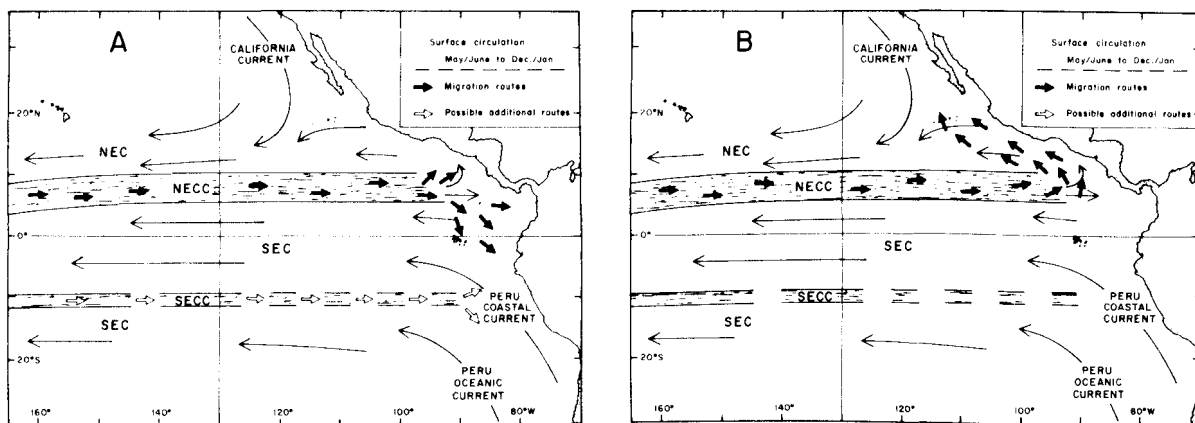 A
CALIFORNIA
CURRENT
Surface circulation
May/June to Dec./Jan
Migration routes
Possible additional routes
20°N
NEC
NECC
0°
SEC
SECC
PERU
COASTAL
CURRENT
SEC
20°S
PERU
OCEANIC
CURRENT
160°
140°
120°
100°
80°W
B
CALIFORNIA
CURRENT
Surface circulation
May/June to Dec./Jan
Migration routes
Possible additional routes
20°N
NEC
NECC
0°
SEC
SECC
PERU
COASTAL
CURRENT
SEC
20°S
PERU
OCEANIC
CURRENT
160°
140°
120°
100°
80°W